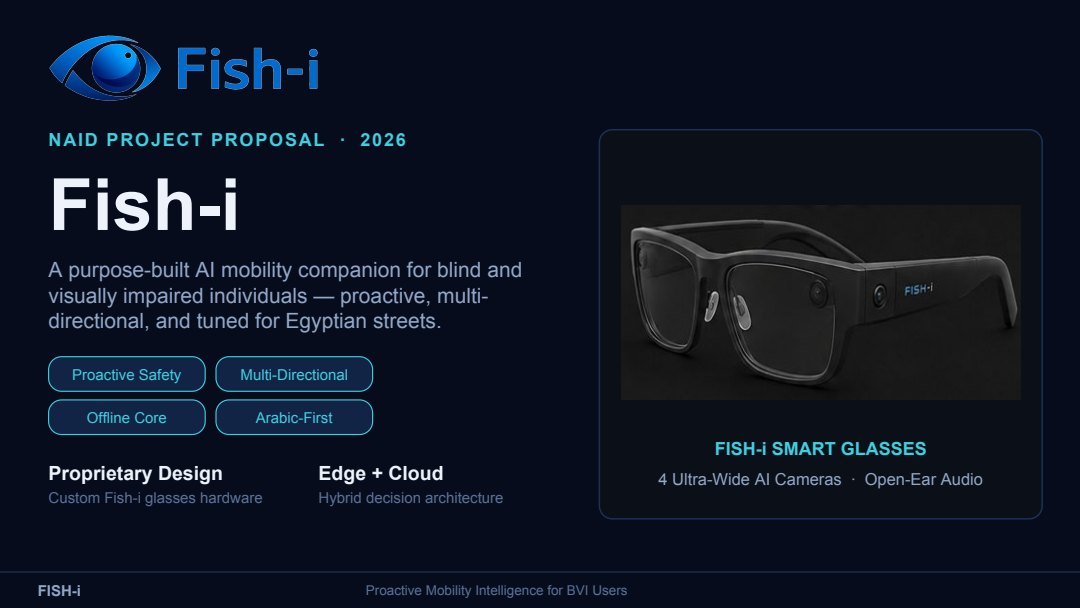 Fish-i
NAID PROJECT PROPOSAL · 2026
Fish-i
A purpose-built AI mobility companion for blind and
visually impaired individuals — proactive, multi-
directional, and tuned for Egyptian streets.
Proactive Safety
Multi-Directional
Offline Core
Arabic-First
Proprietary Design
Custom Fish-i glasses hardware
Edge + Cloud
Hybrid decision architecture
FISH-i
FISH-i SMART GLASSES
4 Ultra-Wide AI Cameras · Open-Ear Audio
FISH-i
Proactive Mobility Intelligence for BVI Users